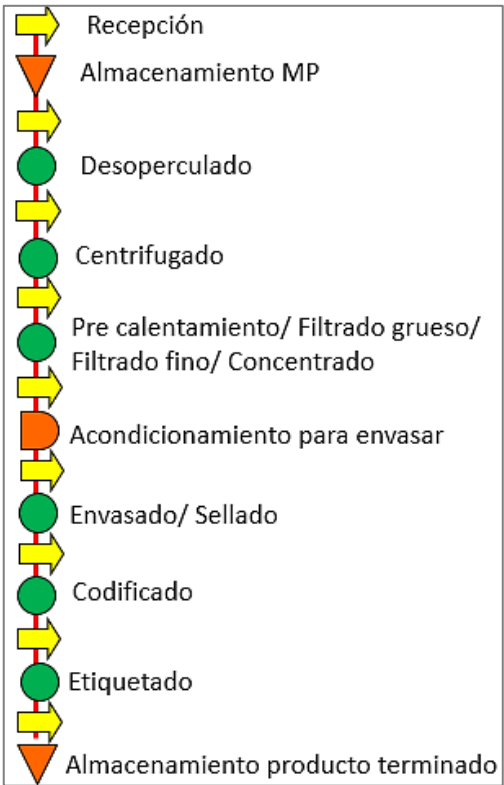 Recepción
Almacenamiento MP
Desoperculado
Centrifugado
Pre calentamiento/ Filtrado grueso/
Filtrado fino/ Concentrado
Acondicionamiento para envasar
Envasado/ Sellado
Codificado
Etiquetado
Almacenamiento producto terminado